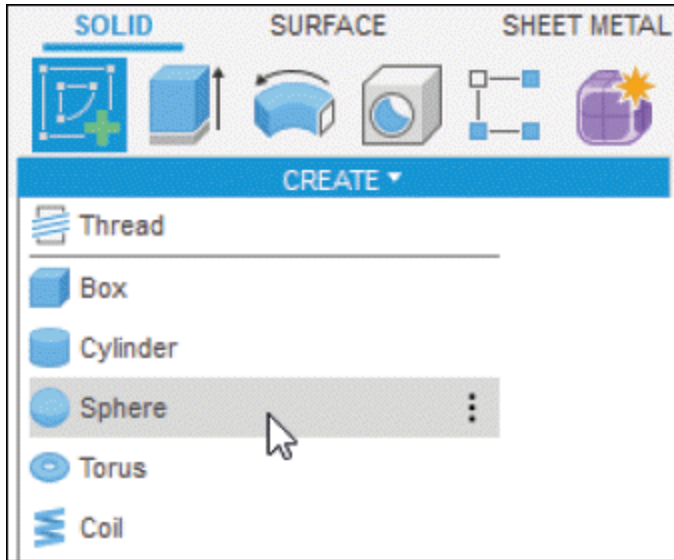 SOLID SURFACE SHEET METAL
CREATE
Thread
Box
Cylinder
Sphere
Torus
Coil